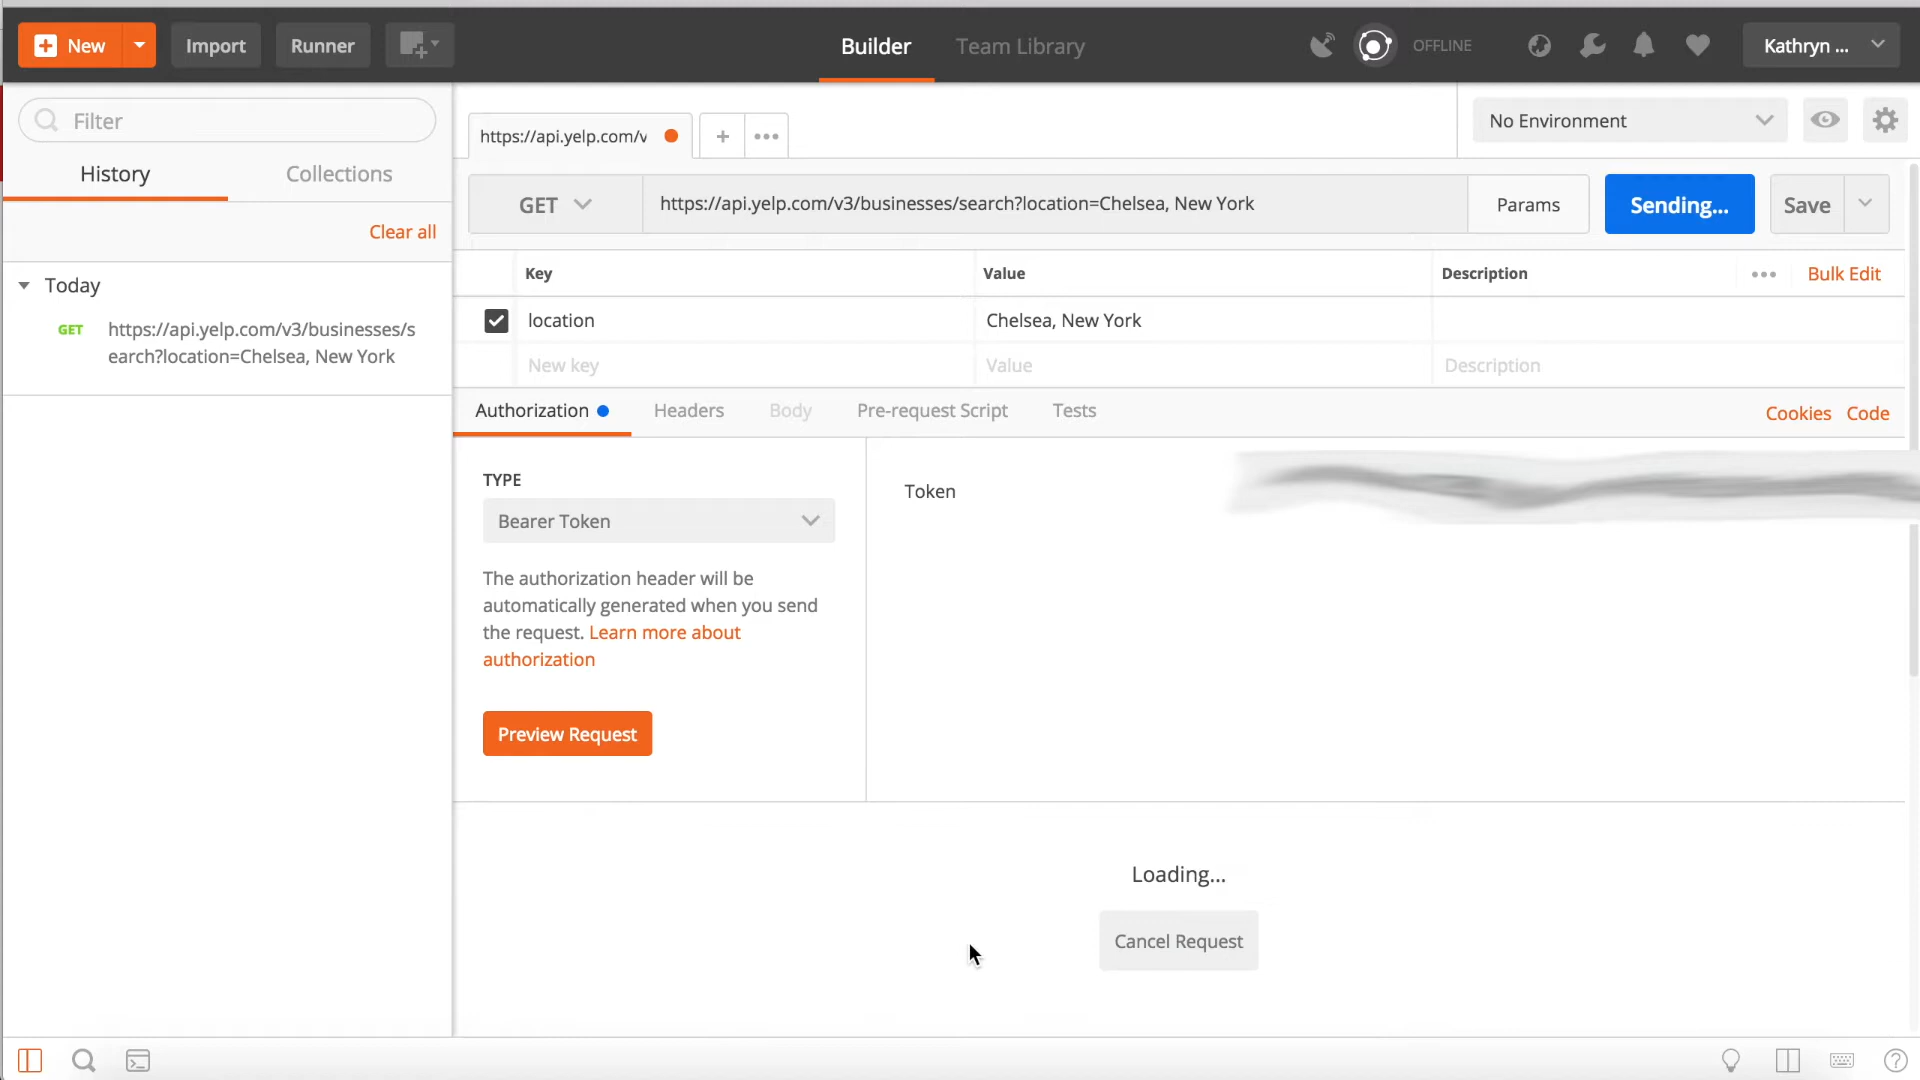 New
Import
Runner
Builder
Team Library
OFFLINE
Kathryn ...
Filter
History
Collections
Clear all
Today
GET
https://api.yelp.com/v3/businesses/s
earch?location=Chelsea, New York
https://api.yelp.com/v
No Environment
GET
https://api.yelp.com/v3/businesses/search?location=Chelsea, New York
Params
Sending...
Save
Key
Value
Description
Bulk Edit
location
Chelsea, New York
New key
Value
Description
Authorization
Headers
Body
Pre-request Script
Tests
Cookies
Code
TYPE
Bearer Token
The authorization header will be
automatically generated when you send
the request. Learn more about
authorization
Preview Request
Token
Loading...
Cancel Request